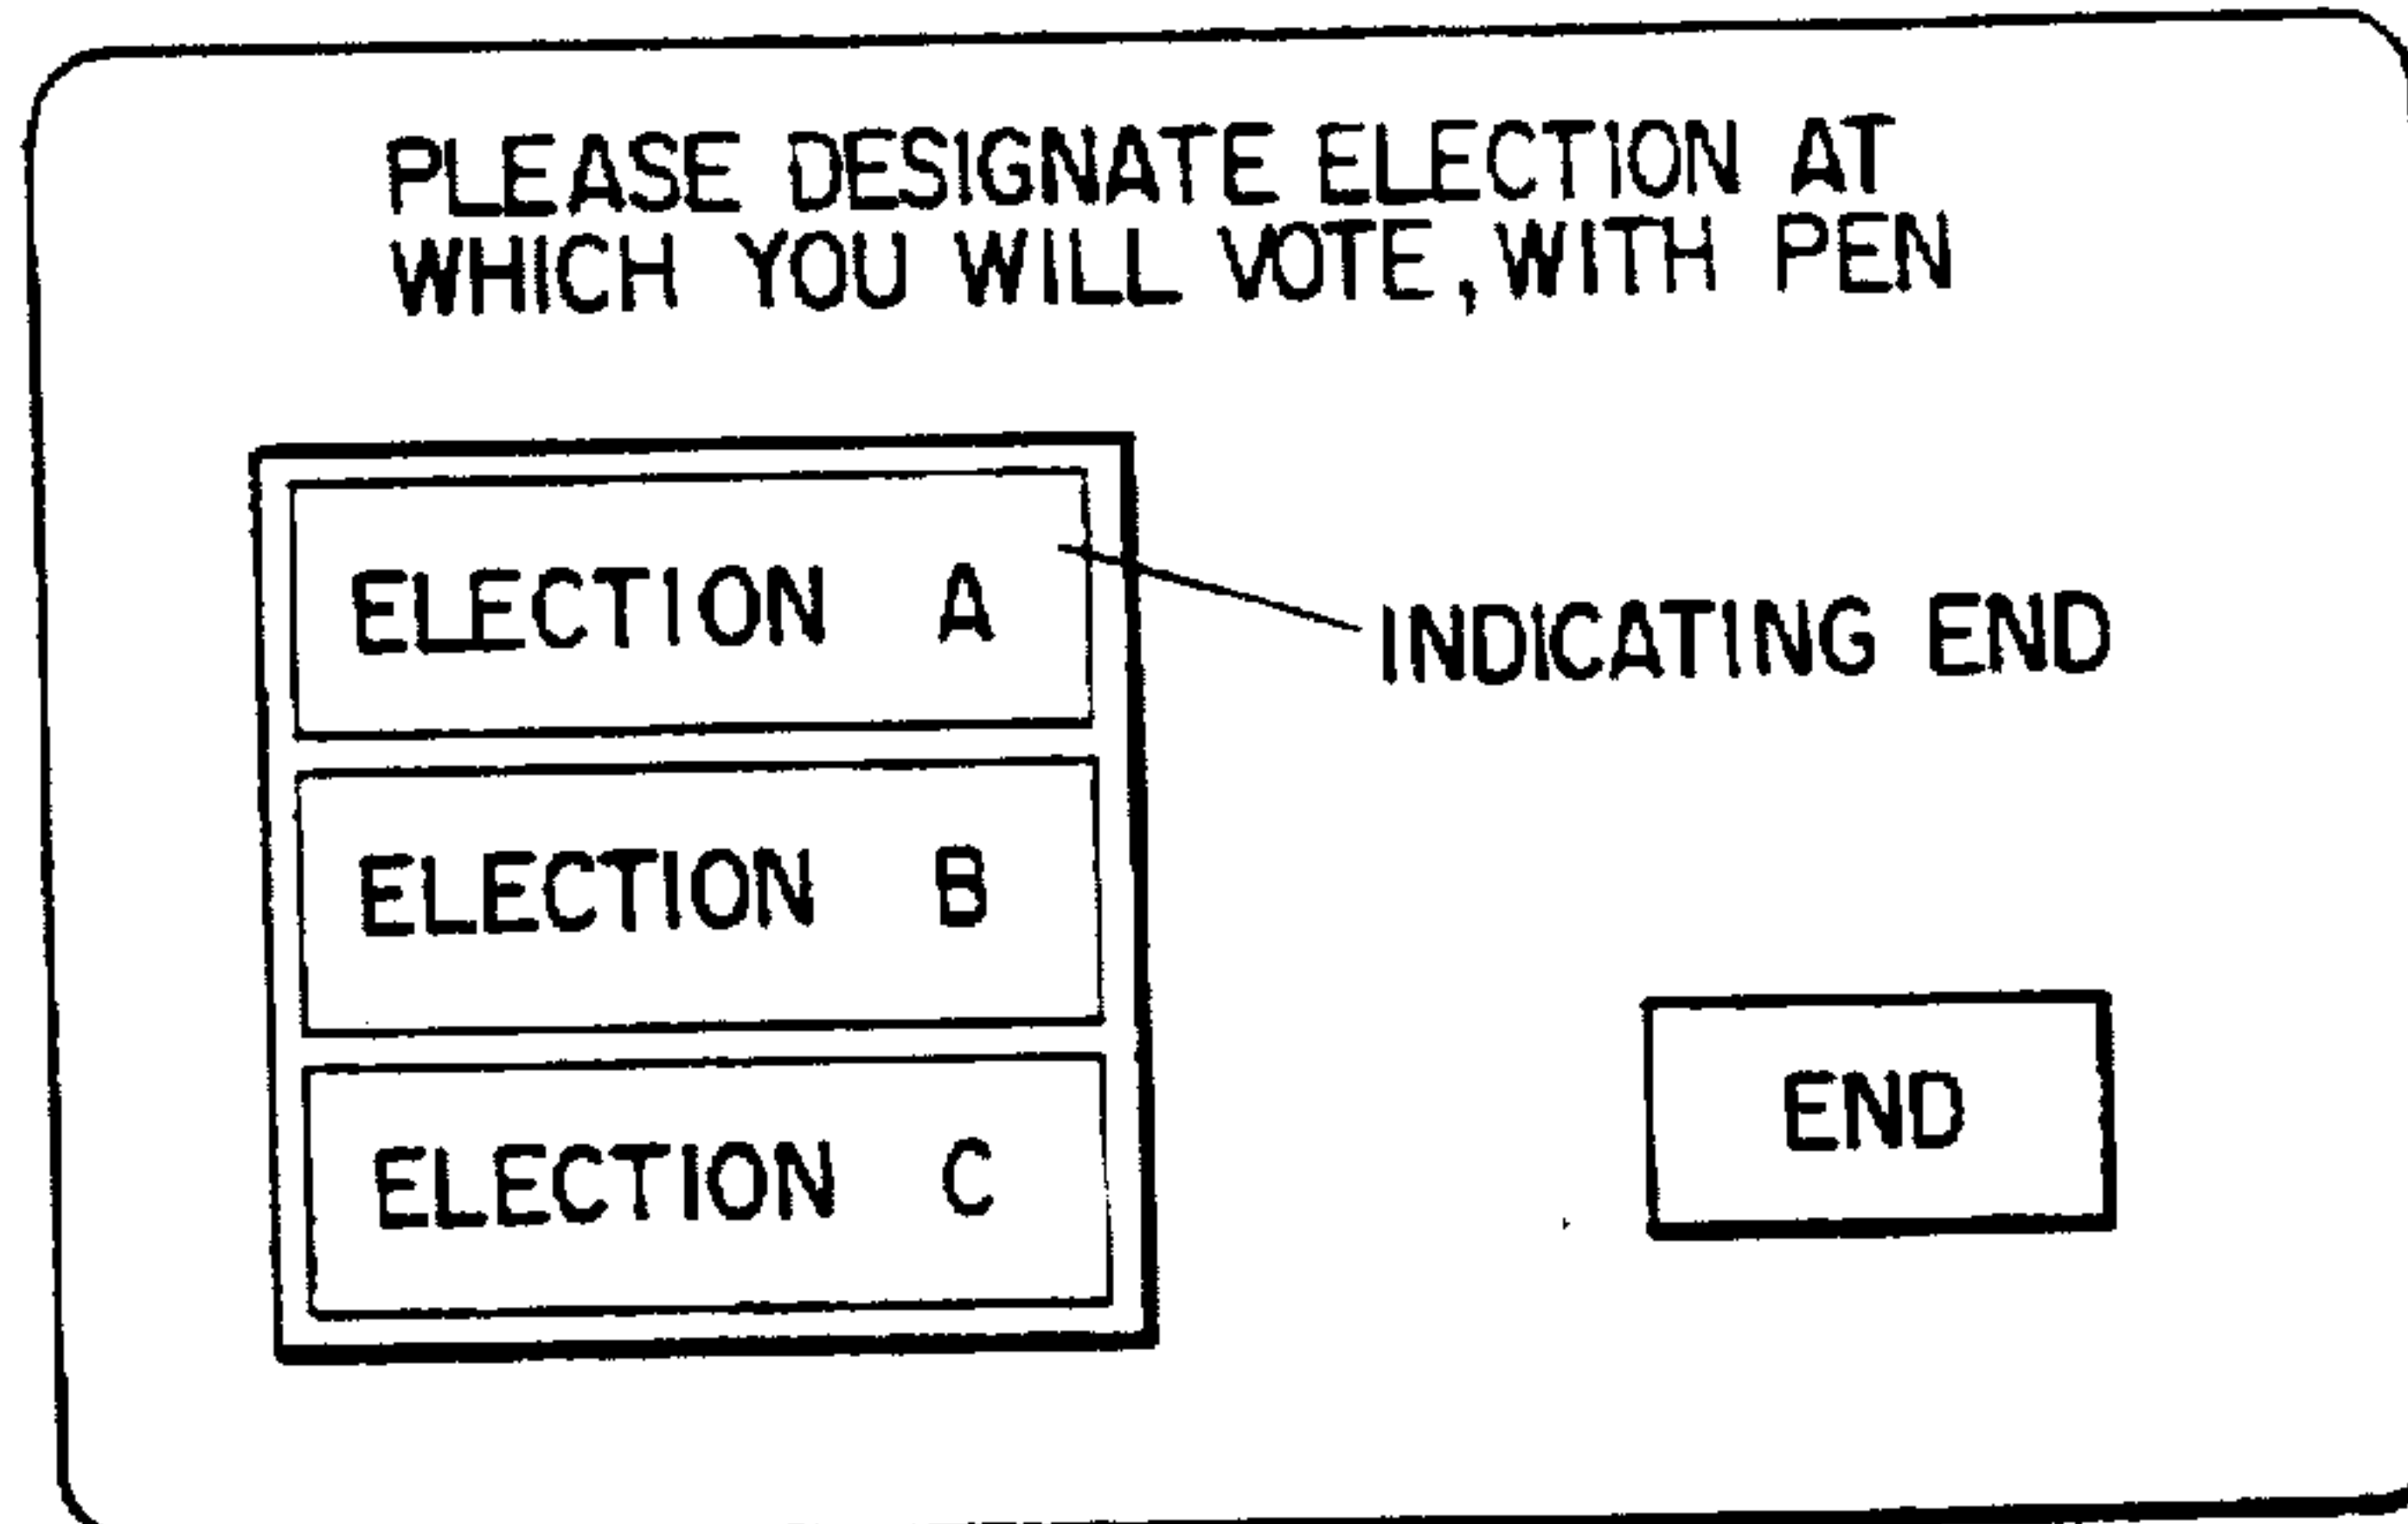 PLEASE DESIGNATE ELECTION AT
WHICH YOU WILL VOTE, WITH PEN
ELECTION A
INDICATING END
ELECTION B
ELECTION C
END